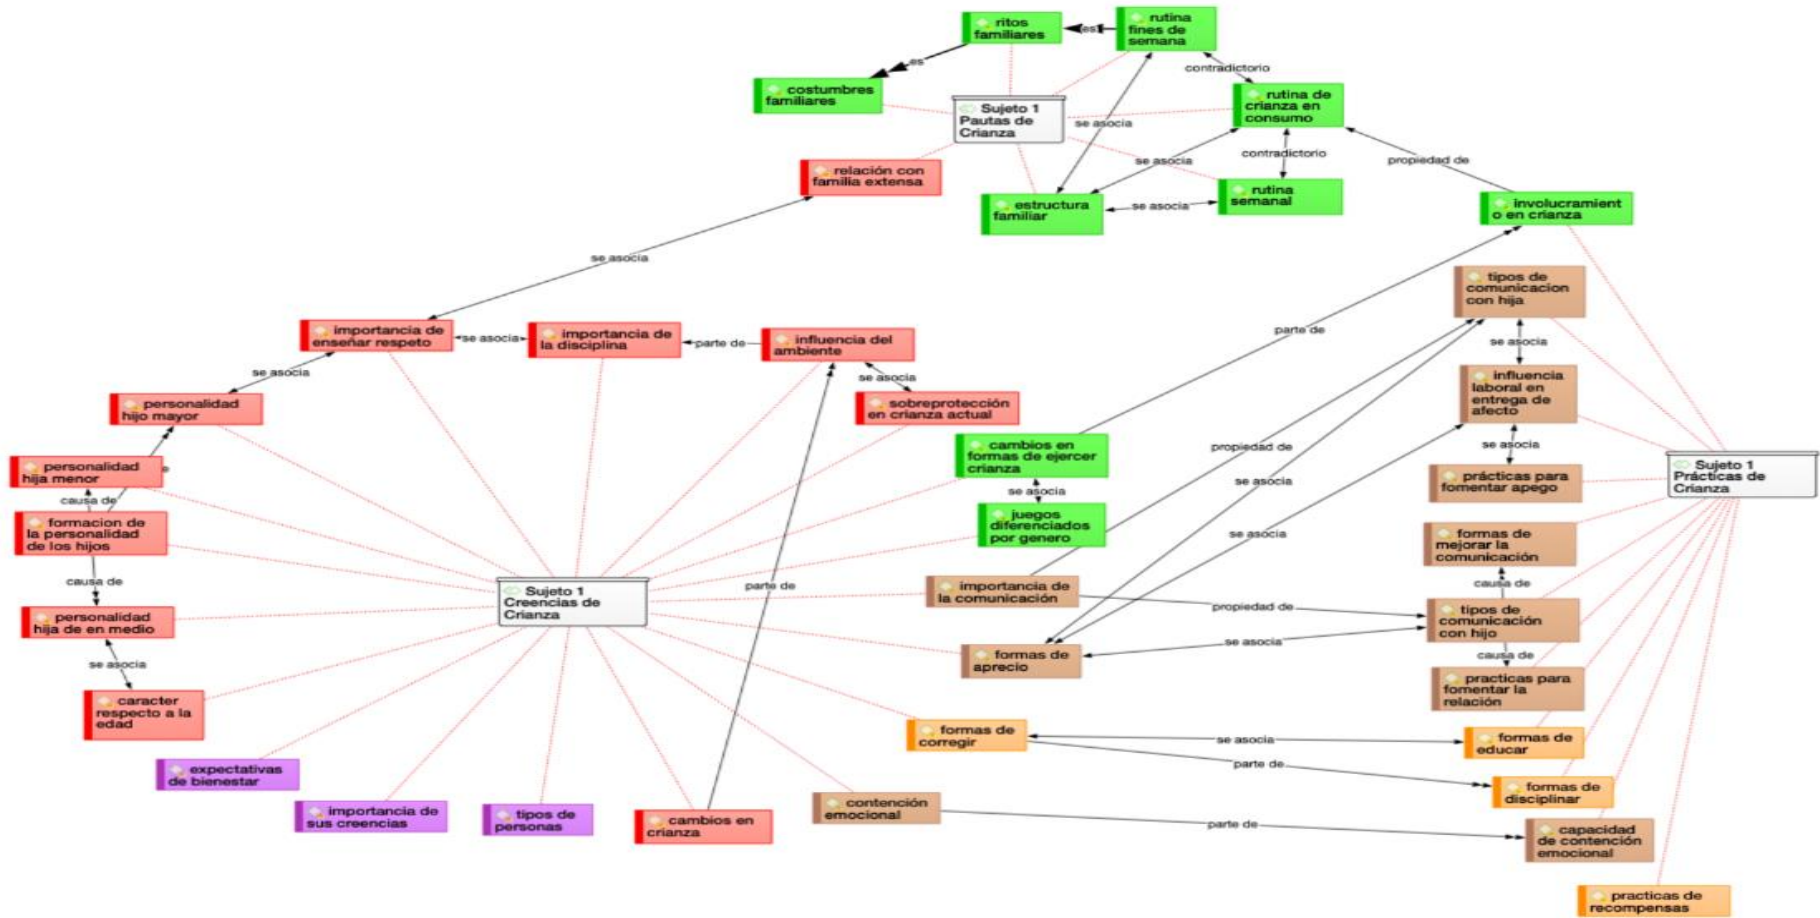 ritos
familiares
es
rutina
fines de
semana
es
costumbres
familiares
contradictorio
Sujeto 1
Pautas de
Crianza
rutina de
crianza en
consumo
se asocia
se asocia
contradictorio
propiedad de
relación con
familia extensa
estructura
familiar
se asocia
rutina
semanal
involucramient
o en crianza
se asocia
tipos de
comunicacion
con hija
importancia de
enseñar respeto
se asocia
importancia de
la disciplina
parte de
influencia del
ambiente
parte de
se asocia
se asocia
se asocia
influencia
laboral en
entrega de
afecto
personalidad
hijo mayor
sobreprotección
en crianza actual
cambios en
formas de ejercer
crianza
propiedad de
se asocia
personalidad
hija menor
e
causa de
se asocia
se asocia
prácticas para
fomentar apego
Sujeto 1
Prácticas de
Crianza
formacion de
la personalidad
de los hijos
juegos
diferenciados
por genero
se asocia
formas de
mejorar la
comunicación
causa de
Sujeto 1
Creencias de
Crianza
parte de
importancia de
la comunicación
propiedad de
causa de
tipos de
comunicación
con hijo
personalidad
hija de en medio
se asocia
formas de
aprecio
se asocia
causa de
practicas para
fomentar la
relación
caracter
respecto a la
edad
formas de
corregir
se asocia
formas de
educar
parte de
expectativas
de bienestar
formas de
disciplinar
importancia de
sus creencias
tipos de
personas
cambios en
crianza
contención
emocional
parte de
capacidad
de contención
emocional
practicas de
recompensas